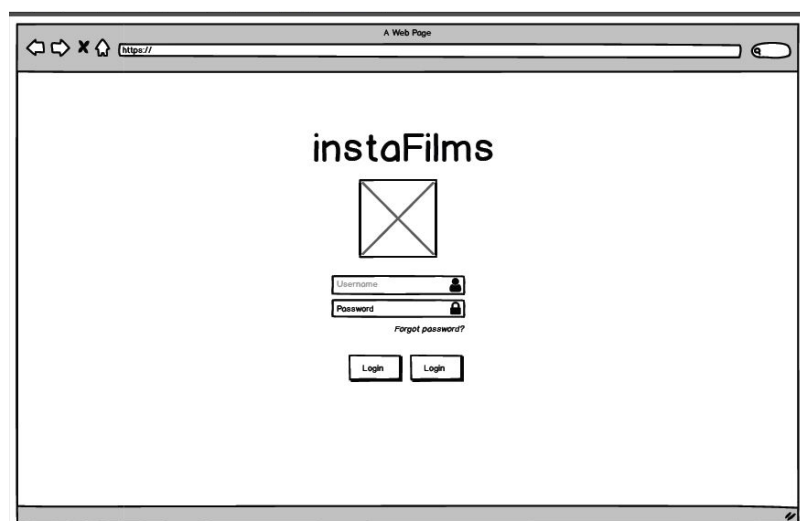 A Web Page
https://
instaFilms
Username
Password
Forgot password?
Login Login